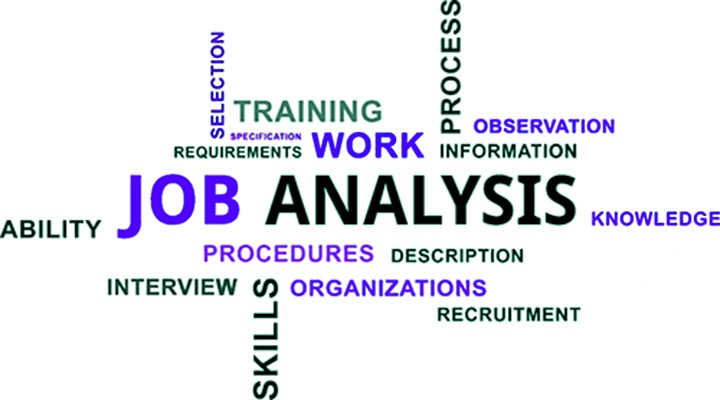 PROCESS
SELECTION
TRAINING
OBSERVATION
SPECIFICATION
WORK
REQUIREMENTS
INFORMATION
JOB ANALYSIS
KNOWLEDGE
ABILITY
PROCEDURES
DESCRIPTION
INTERVIEW
ORGANIZATIONS
SKILLS
RECRUITMENT